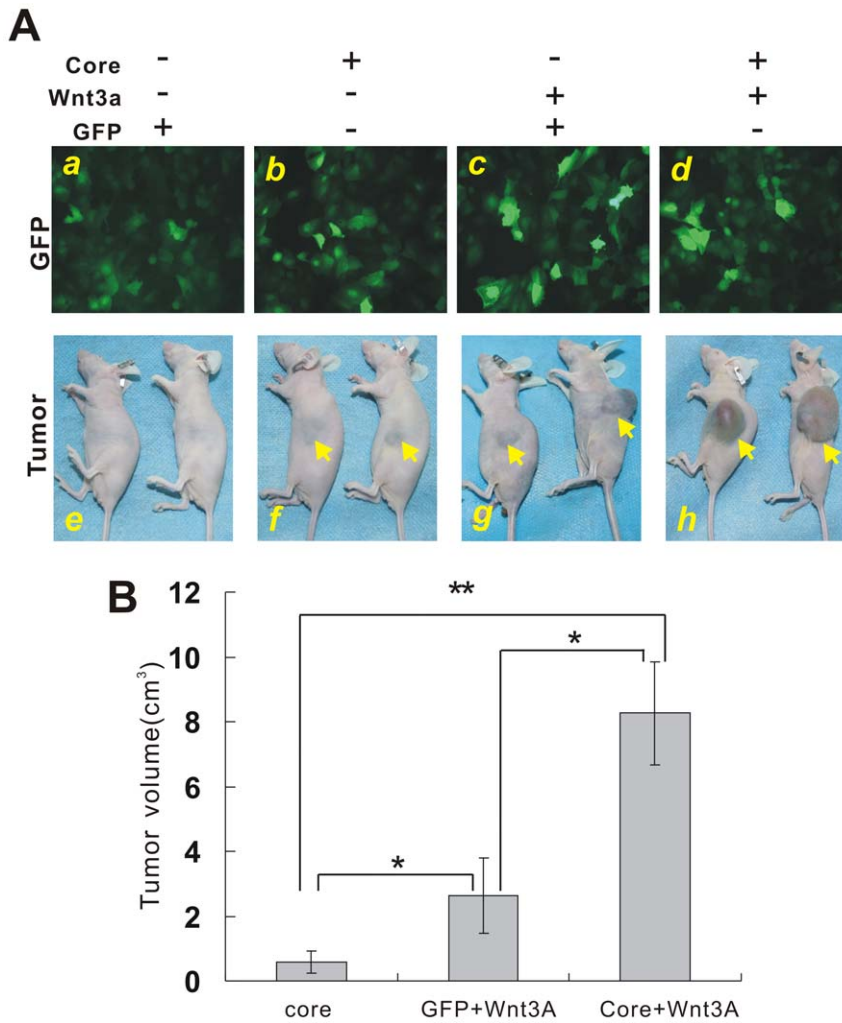 A
Core - + - +
Wnt3a - - + +
GFP + - + -
GFP
a b c d
Tumor
e f g h
B
Tumor volume(cm³)
12
10
8
6
4
2
0
**
*
*
core GFP+Wnt3A Core+Wnt3A